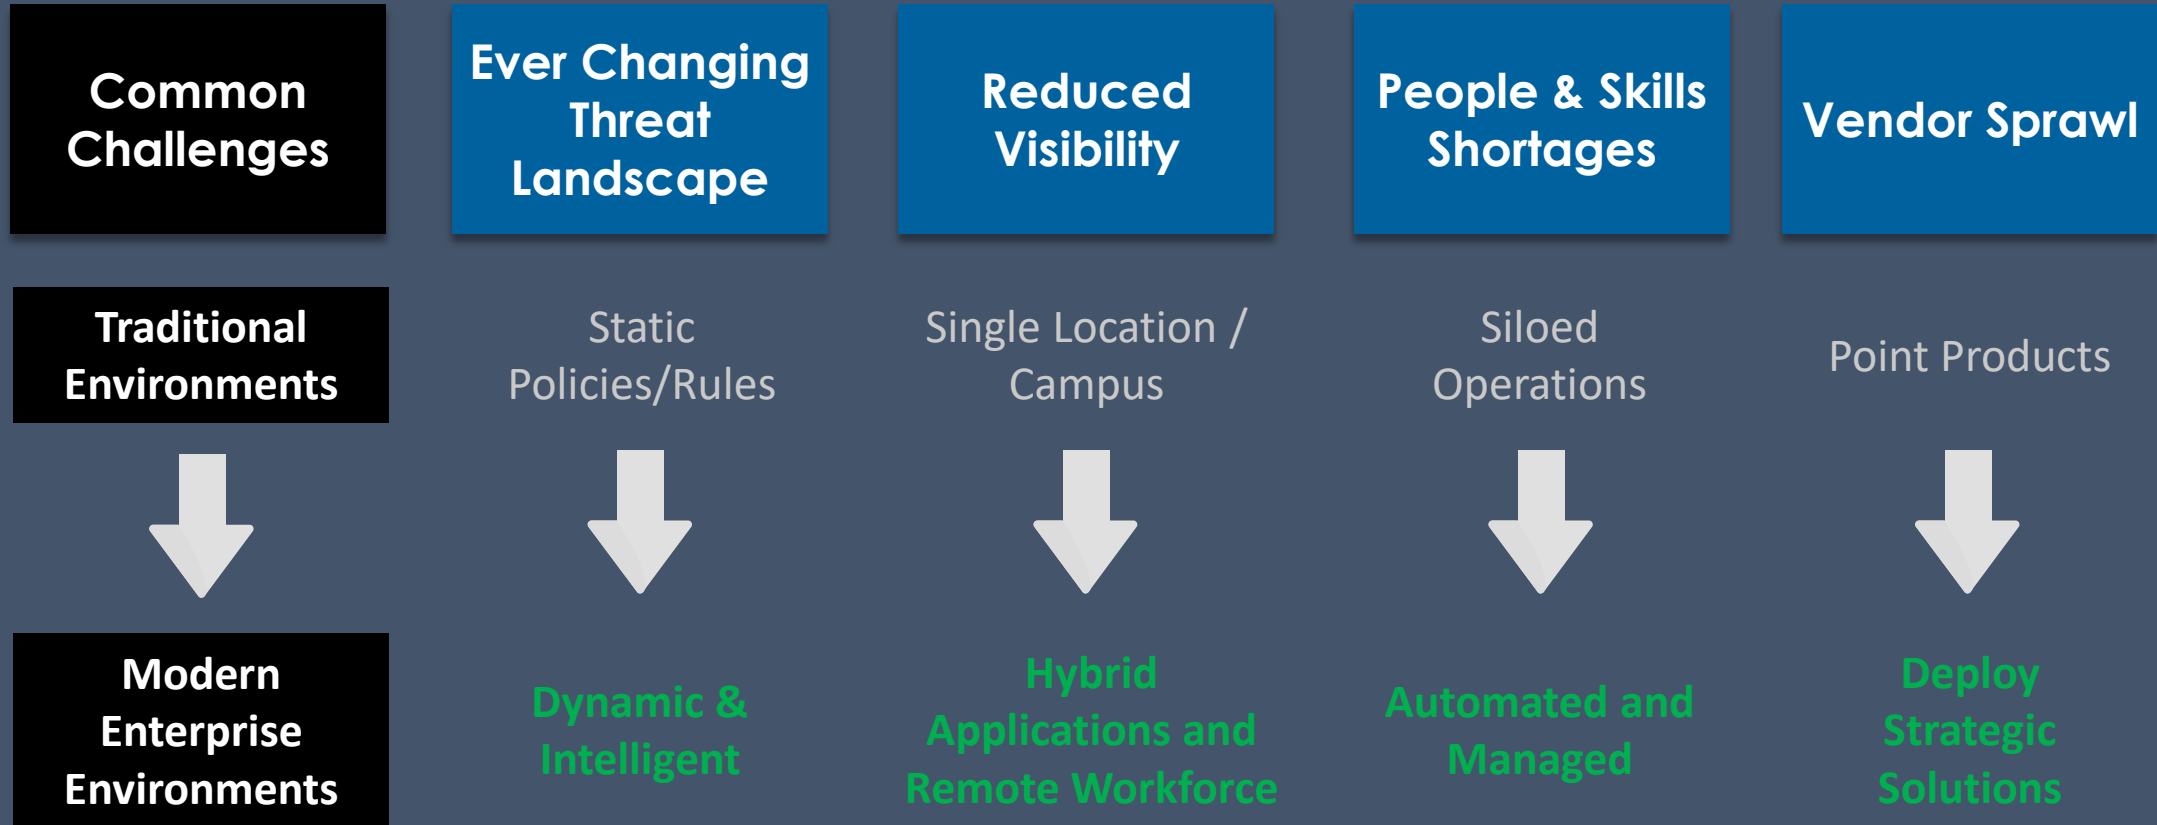 Common
Challenges
Ever Changing
Threat
Landscape
Reduced
Visibility
People & Skills
Shortages
Vendor Sprawl
Traditional
Environments
Static
Policies/Rules
Single Location /
Campus
Siloed
Operations
Point Products
Modern
Enterprise
Environments
Dynamic &
Intelligent
Hybrid
Applications and
Remote Workforce
Automated and
Managed
Deploy
Strategic
Solutions